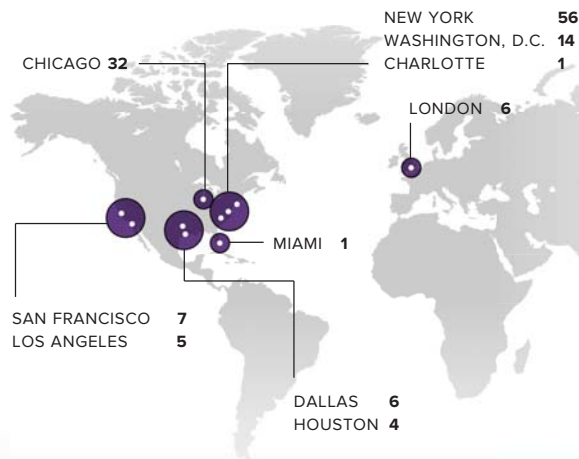 NEW YORK 56
WASHINGTON, D.C. 14
CHARLOTTE 1
CHICAGO 32
LONDON 6
MIAMI 1
SAN FRANCISCO 7
LOS ANGELES 5
DALLAS 6
HOUSTON 4